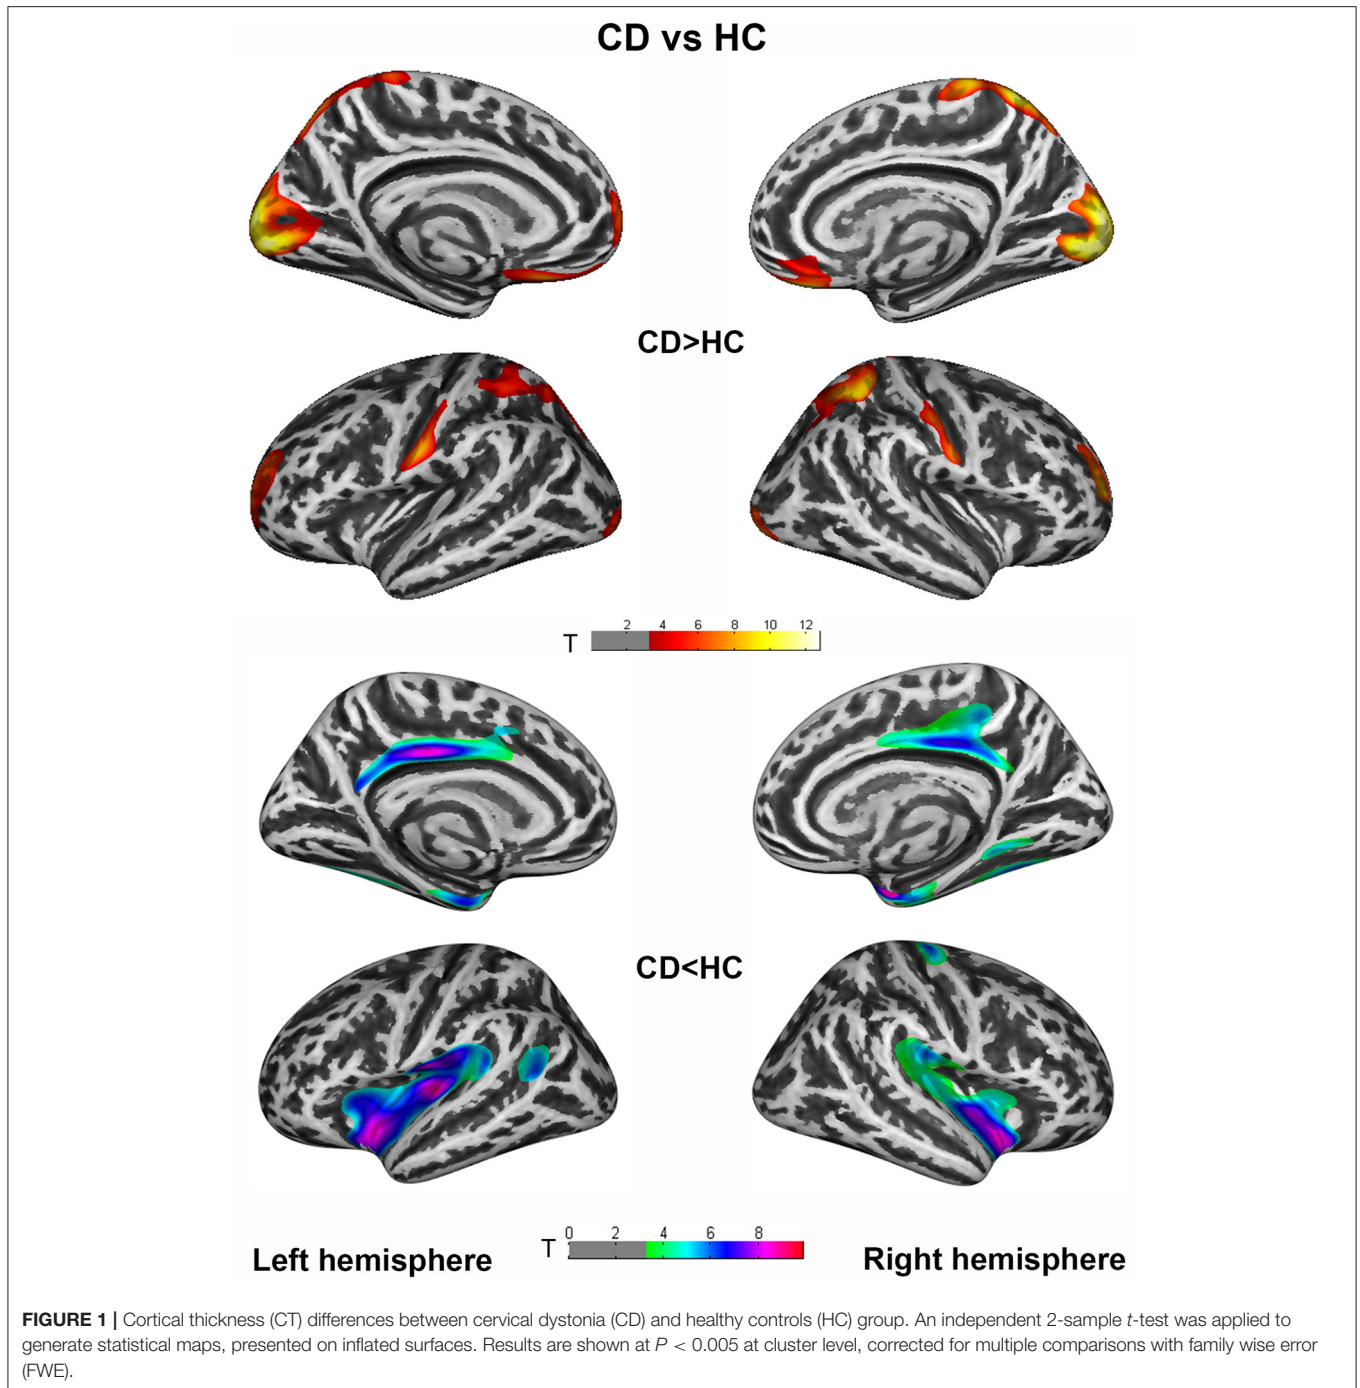 CD vs HC
CD>HC
T 2 4 6 8 10 12
CD<HC
T 0 2 4 6 8
Left hemisphere
Right hemisphere
FIGURE 1 | Cortical thickness (CT) differences between cervical dystonia (CD) and healthy controls (HC) group. An independent 2-sample t-test was applied to
generate statistical maps, presented on inflated surfaces. Results are shown at P < 0.005 at cluster level, corrected for multiple comparisons with family wise error
(FWE).